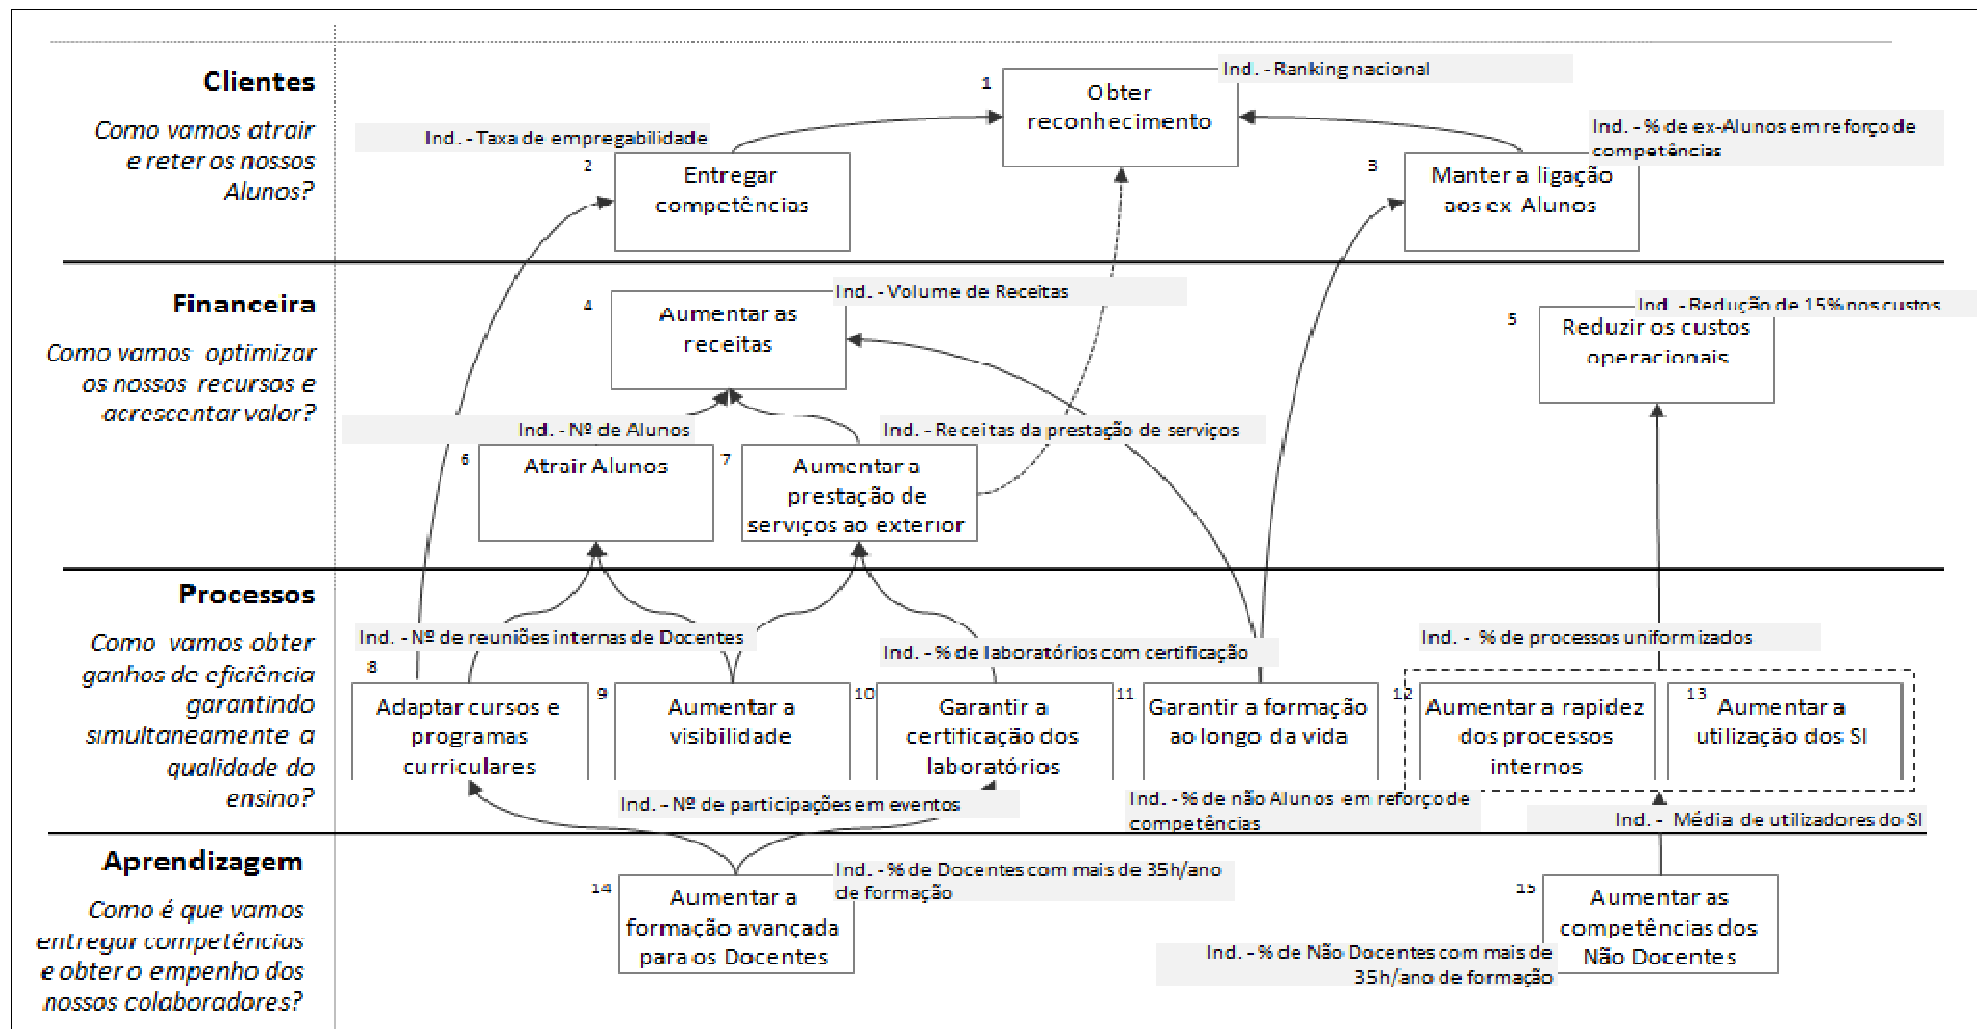 Clientes
Como vamos atrair
e reter os nossos
Alunos?
Ind. - Ranking nacional
1
Obter
reconhecimento
Ind. - Taxa de empregabilidade
2
Entregar
competências
Ind. - % de ex-Alunos em reforço de
competências
3
Manter a ligação
aos ex Alunos
Financeira
Como vamos optimizar
os nossos recursos e
acrescentar valor?
Ind. - Volume de Receitas
4
Aumentar as
receitas
Ind. - Redução de 15% nos custos
5
Reduzir os custos
operacionais
Ind. - Nº de Alunos
6
Atrair Alunos
Ind. - Receitas da prestação de serviços
7
Aumentar a
prestação de
serviços ao exterior
Processos
Como vamos obter
ganhos de eficiência
garantindo
simultaneamente a
qualidade do
ensino?
Ind. - Nº de reuniões internas de Docentes
8
Adaptar cursos e
programas
curriculares
9
Aumentar a
visibilidade
Ind. - Nº de participações em eventos
Ind. - % de laboratórios com certificação
10
Garantir a
certificação dos
laboratórios
11
Garantir a formação
ao longo da vida
Ind. - % de não Alunos em reforço de
competências
Ind. - % de processos uniformizados
12
Aumentar a rapidez
dos processos
internos
13
Aumentar a
utilização dos SI
Ind. - Média de utilizadores do SI
Aprendizagem
Como é que vamos
entregar competências
e obter o empenho dos
nossos colaboradores?
Ind. - % de Docentes com mais de 35h/ano
de formação
14
Aumentar a
formação avançada
para os Docentes
15
Aumentar as
competências dos
Não Docentes
Ind. - % de Não Docentes com mais de
35h/ano de formação